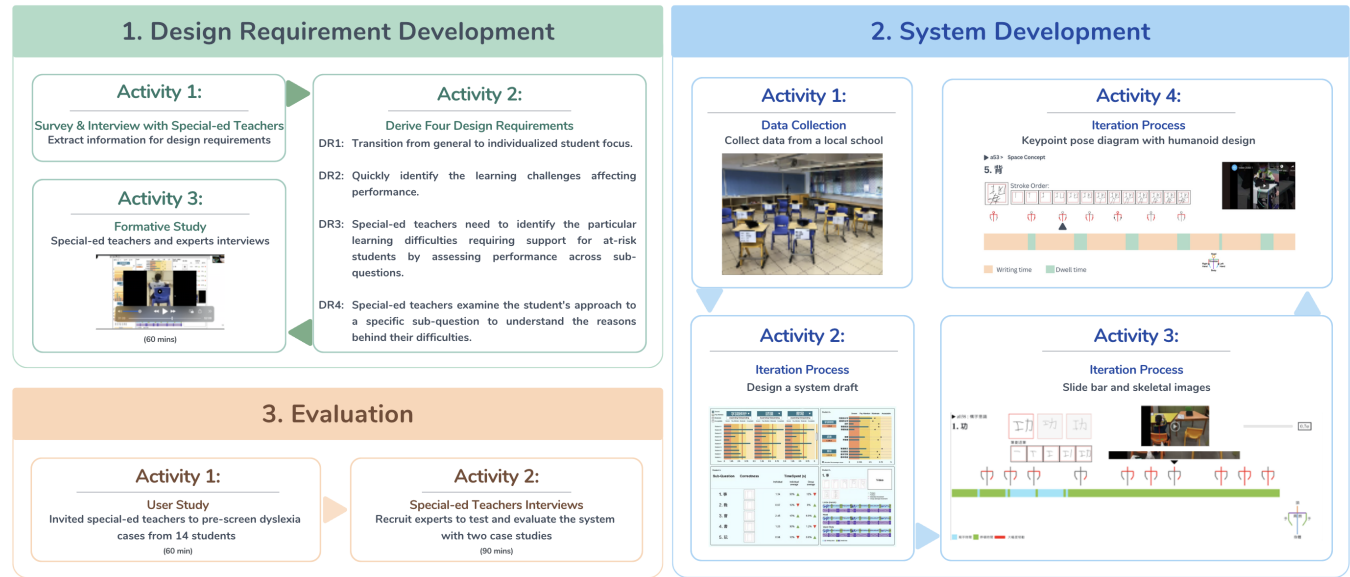 1. Design Requirement Development
Activity 1:
Survey & Interview with Special-ed Teachers
Extract information for design requirements
Activity 2:
Derive Four Design Requirements
DR1: Transition from general to individualized student focus.
DR2: Quickly identify the learning challenges affecting
performance.
DR3: Special-ed teachers need to identify the particular
learning difficulties requiring support for at-risk
students by assessing performance across sub-
questions.
DR4: Special-ed teachers examine the student's approach to
a specific sub-question to understand the reasons
behind their difficulties.
Activity 3:
Formative Study
Special-ed teachers and experts interviews
(60 mins)
2. System Development
Activity 1:
Data Collection
Collect data from a local school
Activity 2:
Iteration Process
Design a system draft
Sub Question Correctness
Activity 3:
Iteration Process
Slide bar and skeletal images
1. 功
Activity 4:
Iteration Process
Keypoint pose diagram with humanoid design
a53 : Space Concept
5. 背
Stroke Order:
Writing time
Dwell time
3. Evaluation
Activity 1:
User Study
Invited special-ed teachers to pre-screen dyslexia
cases from 14 students
(60 min)
Activity 2:
Special-ed Teachers Interviews
Recruit experts to test and evaluate the system
with two case studies
(90 mins)